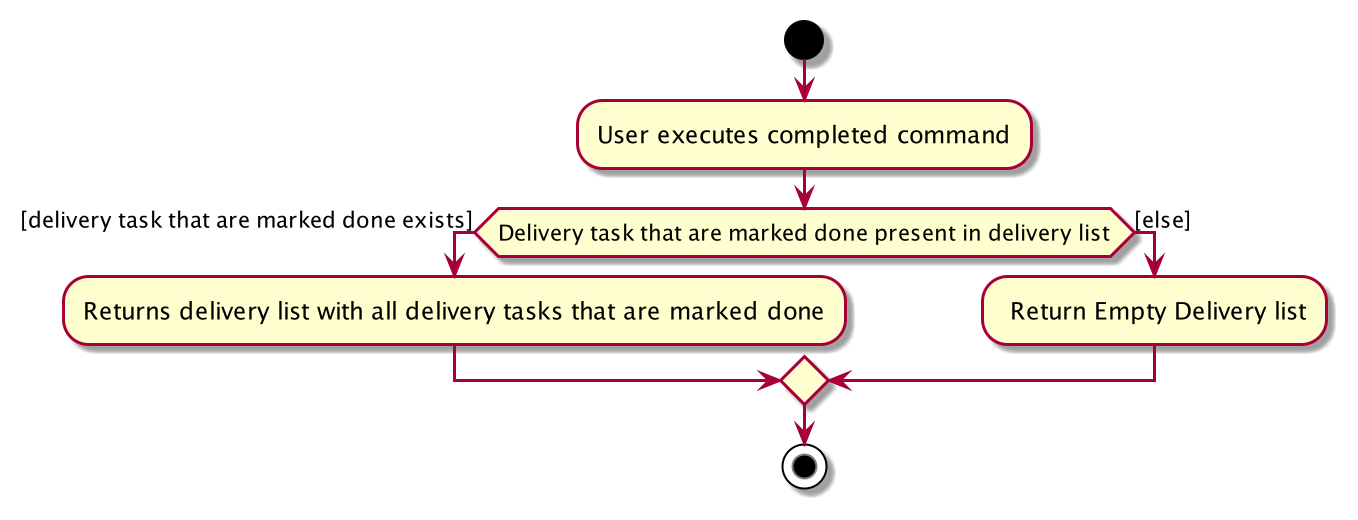 User executes completed command
[delivery task that are marked done exists]
Delivery task that are marked done present in delivery list
[else]
Returns delivery list with all delivery tasks that are marked done
Return Empty Delivery list